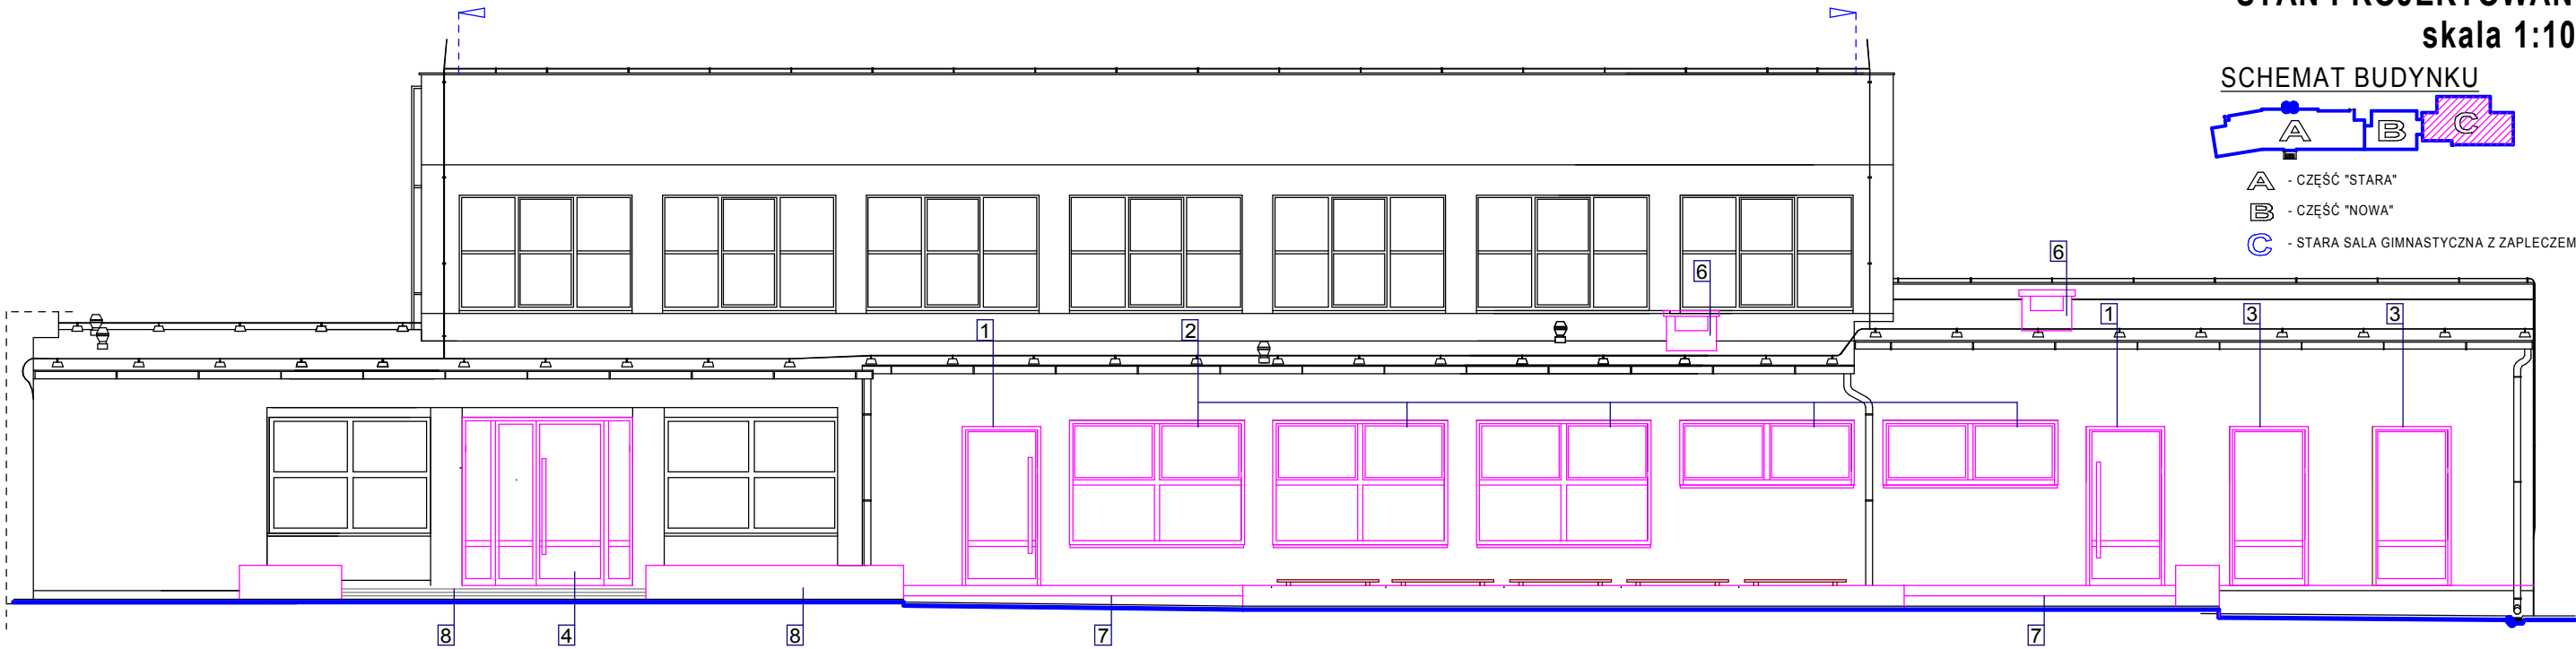 skala 1:10
SCHEMAT BUDYNKU
A B C
A - CZĘŚĆ "STARA"
B - CZĘŚĆ "NOWA"
C - STARA SALA GIMNASTYCZNA Z ZAPLECZEM
6
6
1 2 1 3 3
8 4 8 7 7